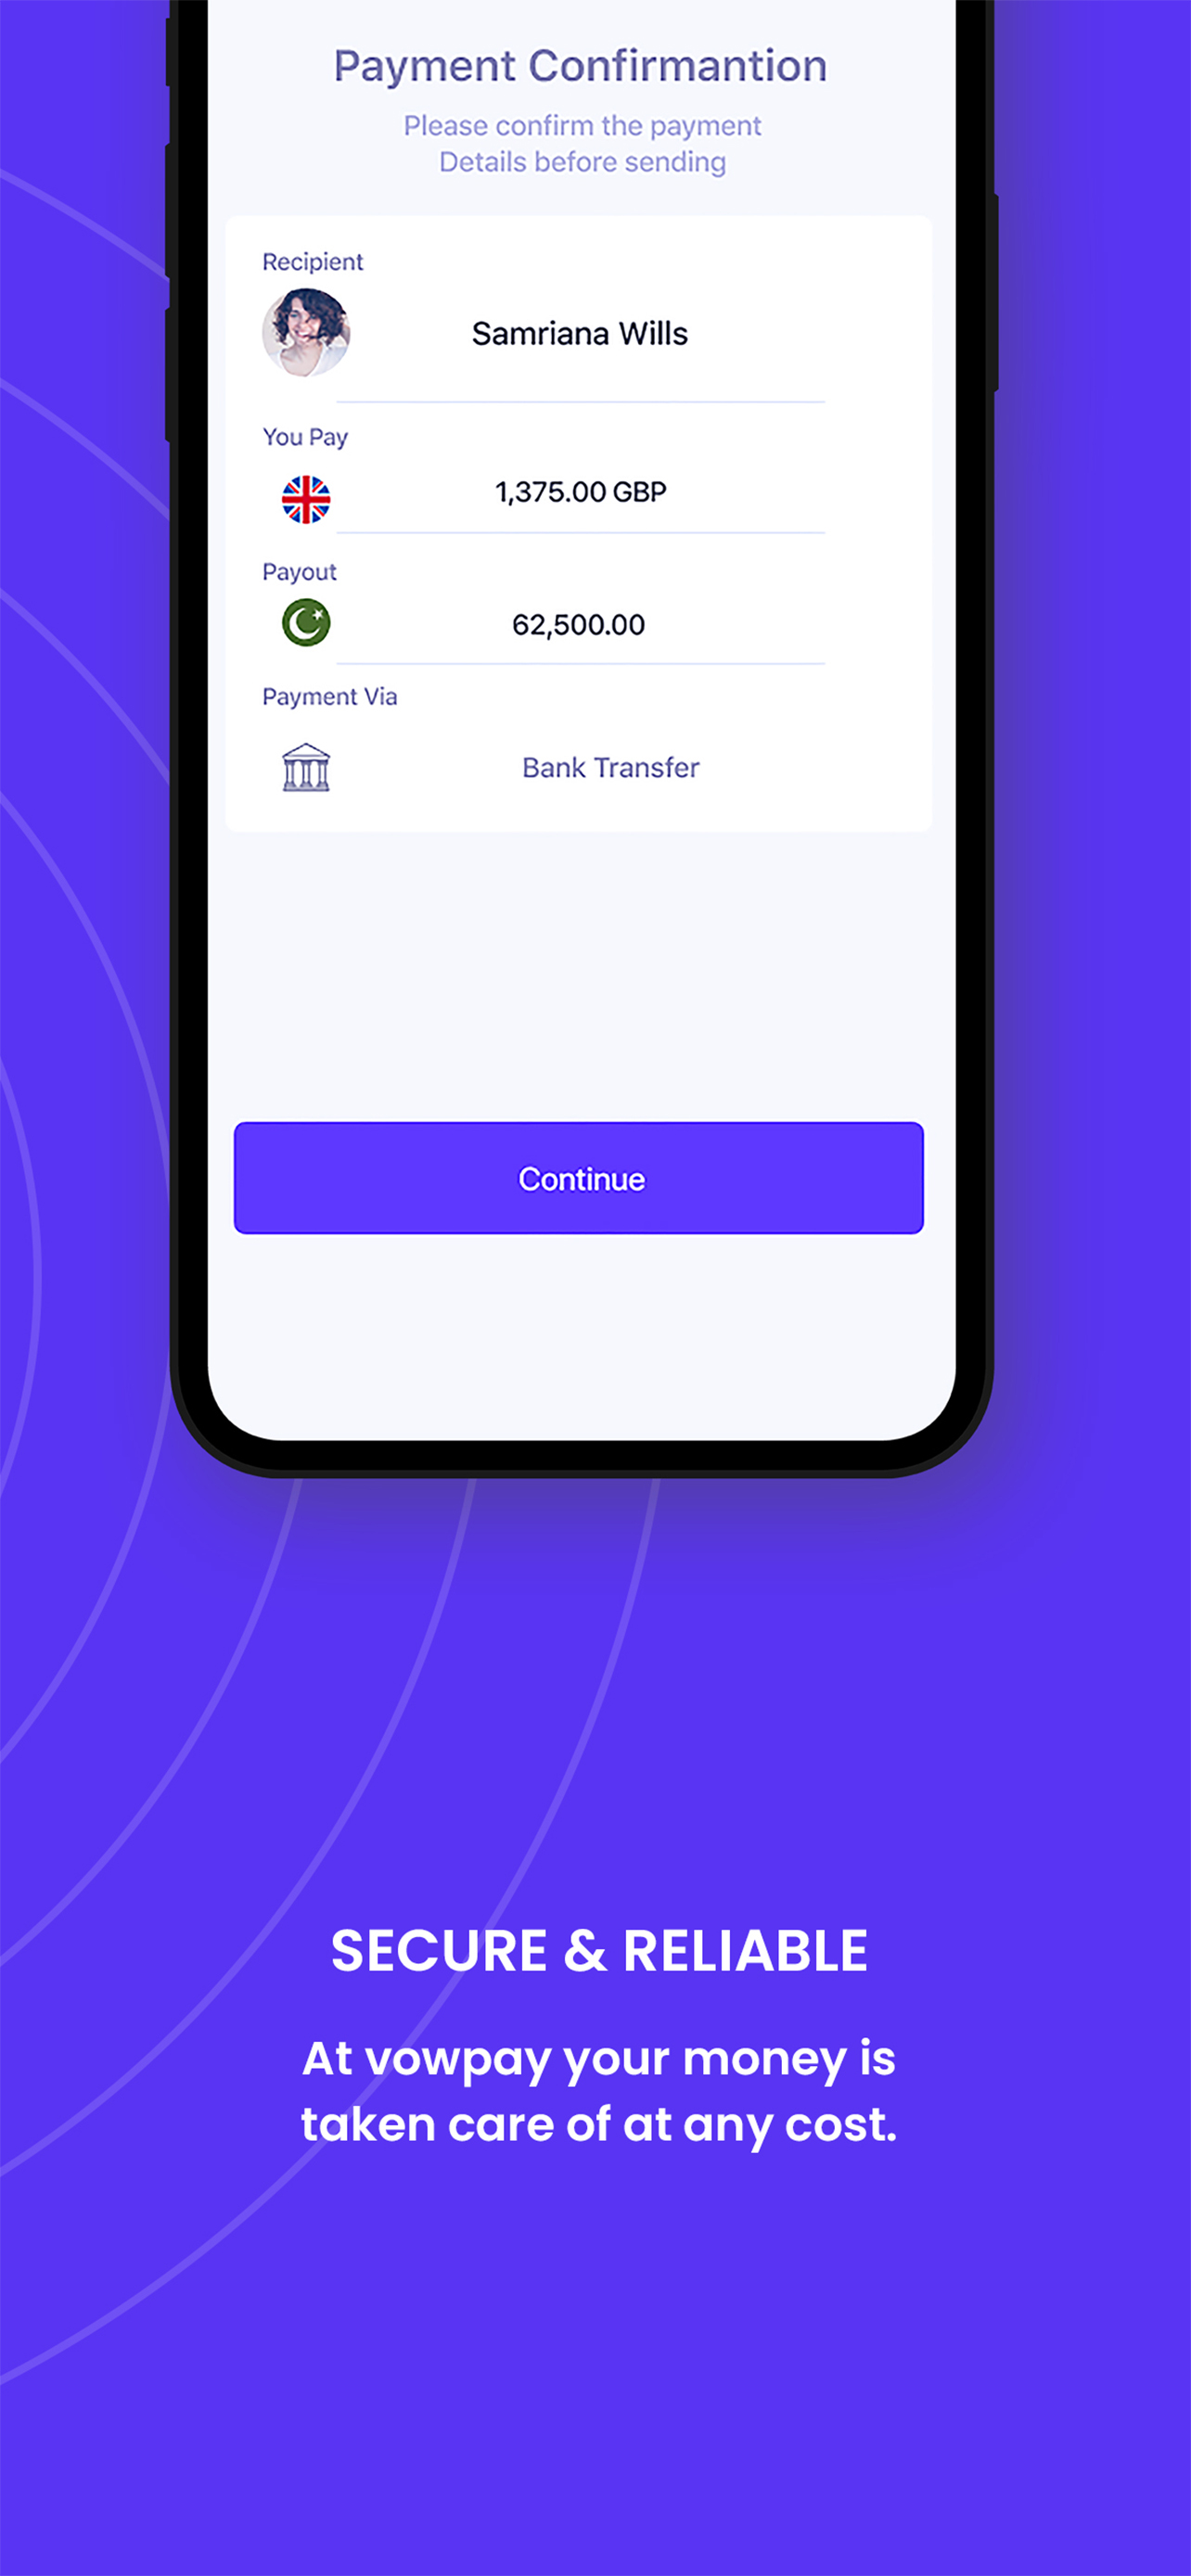 Payment Confirmantion
Please confirm the payment
Details before sending
Recipient
Samriana Wills
You Pay
1,375.00 GBP
Payout
62,500.00
Payment Via
Bank Transfer
Continue
SECURE & RELIABLE
At vowpay your money is
taken care of at any cost.